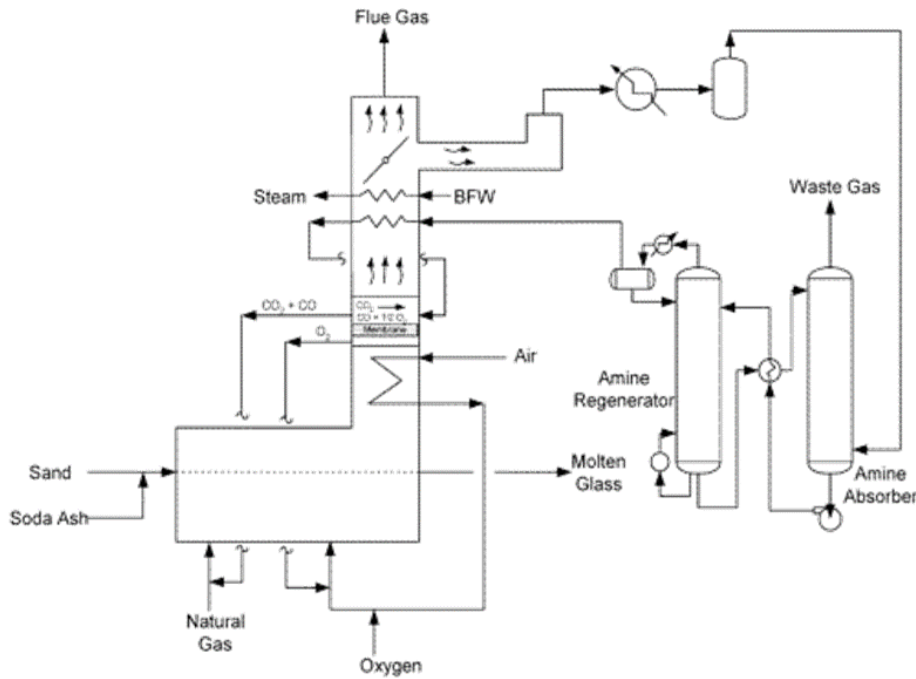 Flue Gas
Steam
BFW
Waste Gas
CO2 + CO
CO2
CO + 1/2 O2
Membrane
O2
Air
Amine
Regenerator
Sand
Molten
Glass
Amine
Absorber
Soda Ash
Natural
Gas
Oxygen